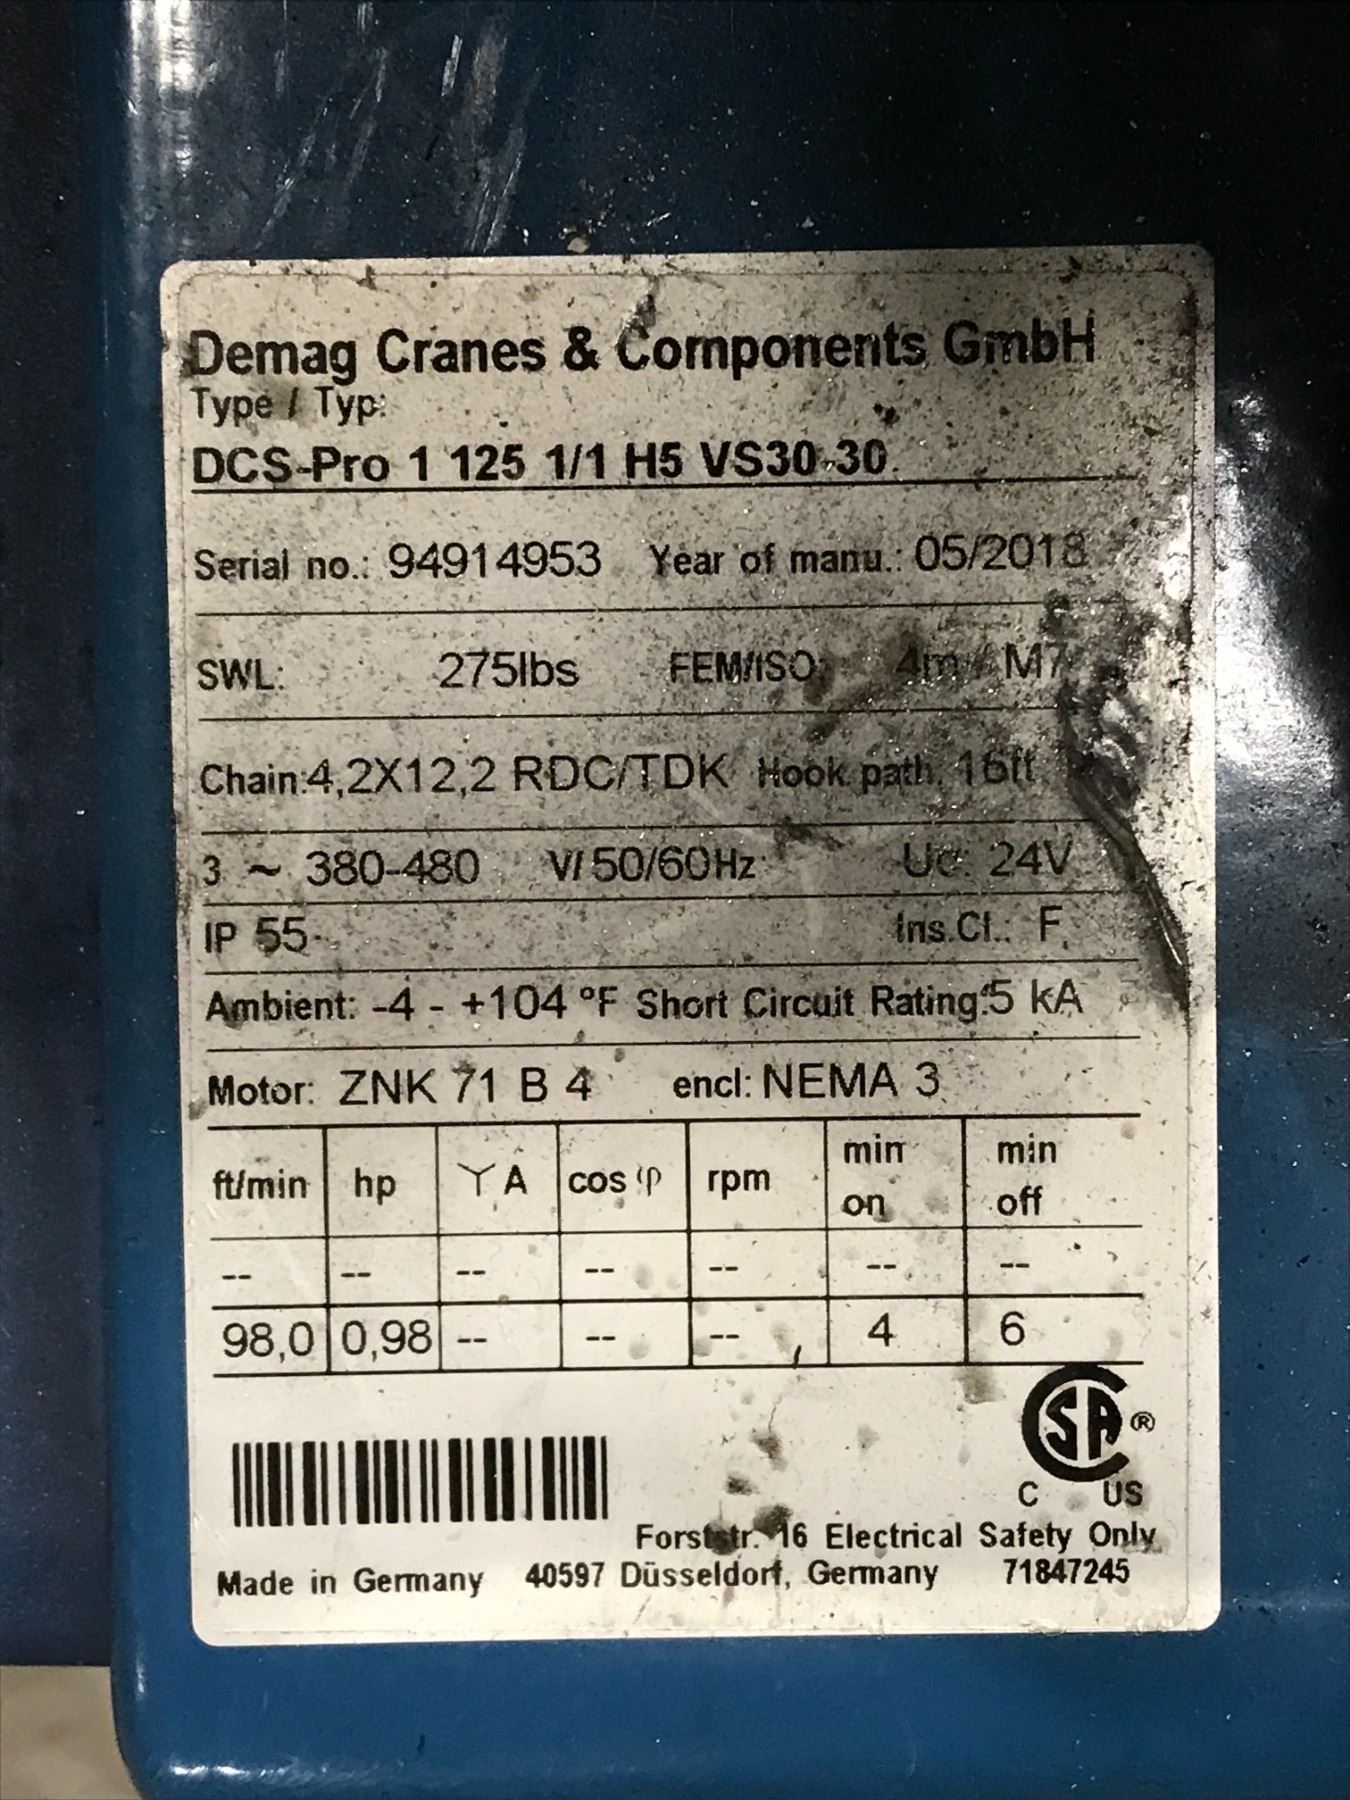 Demag Cranes & Components GmbH
Type / Typ:
DCS-Pro 1 125 1/1 H5 VS30-30
Serial no.: 94914953 Year of manu.: 05/2018
SWL: 275lbs FEM/ISO: 4m / M7
Chain:4,2X12,2 RDC/TDK Hook path: 16ft
3 ~ 380-480 V/ 50/60Hz Uc: 24V
IP 55 Ins.Cl.: F
Ambient: -4 - +104 °F Short Circuit Rating:5 kA
Motor: ZNK 71 B 4 encl: NEMA 3
ft/min hp Y A cos φ rpm min on min off
-- -- -- -- -- -- --
98,0 0,98 -- -- -- 4 6
CSA ®
C US
Forststr. 16 Electrical Safety Only
Made in Germany 40597 Düsseldorf, Germany 71847245